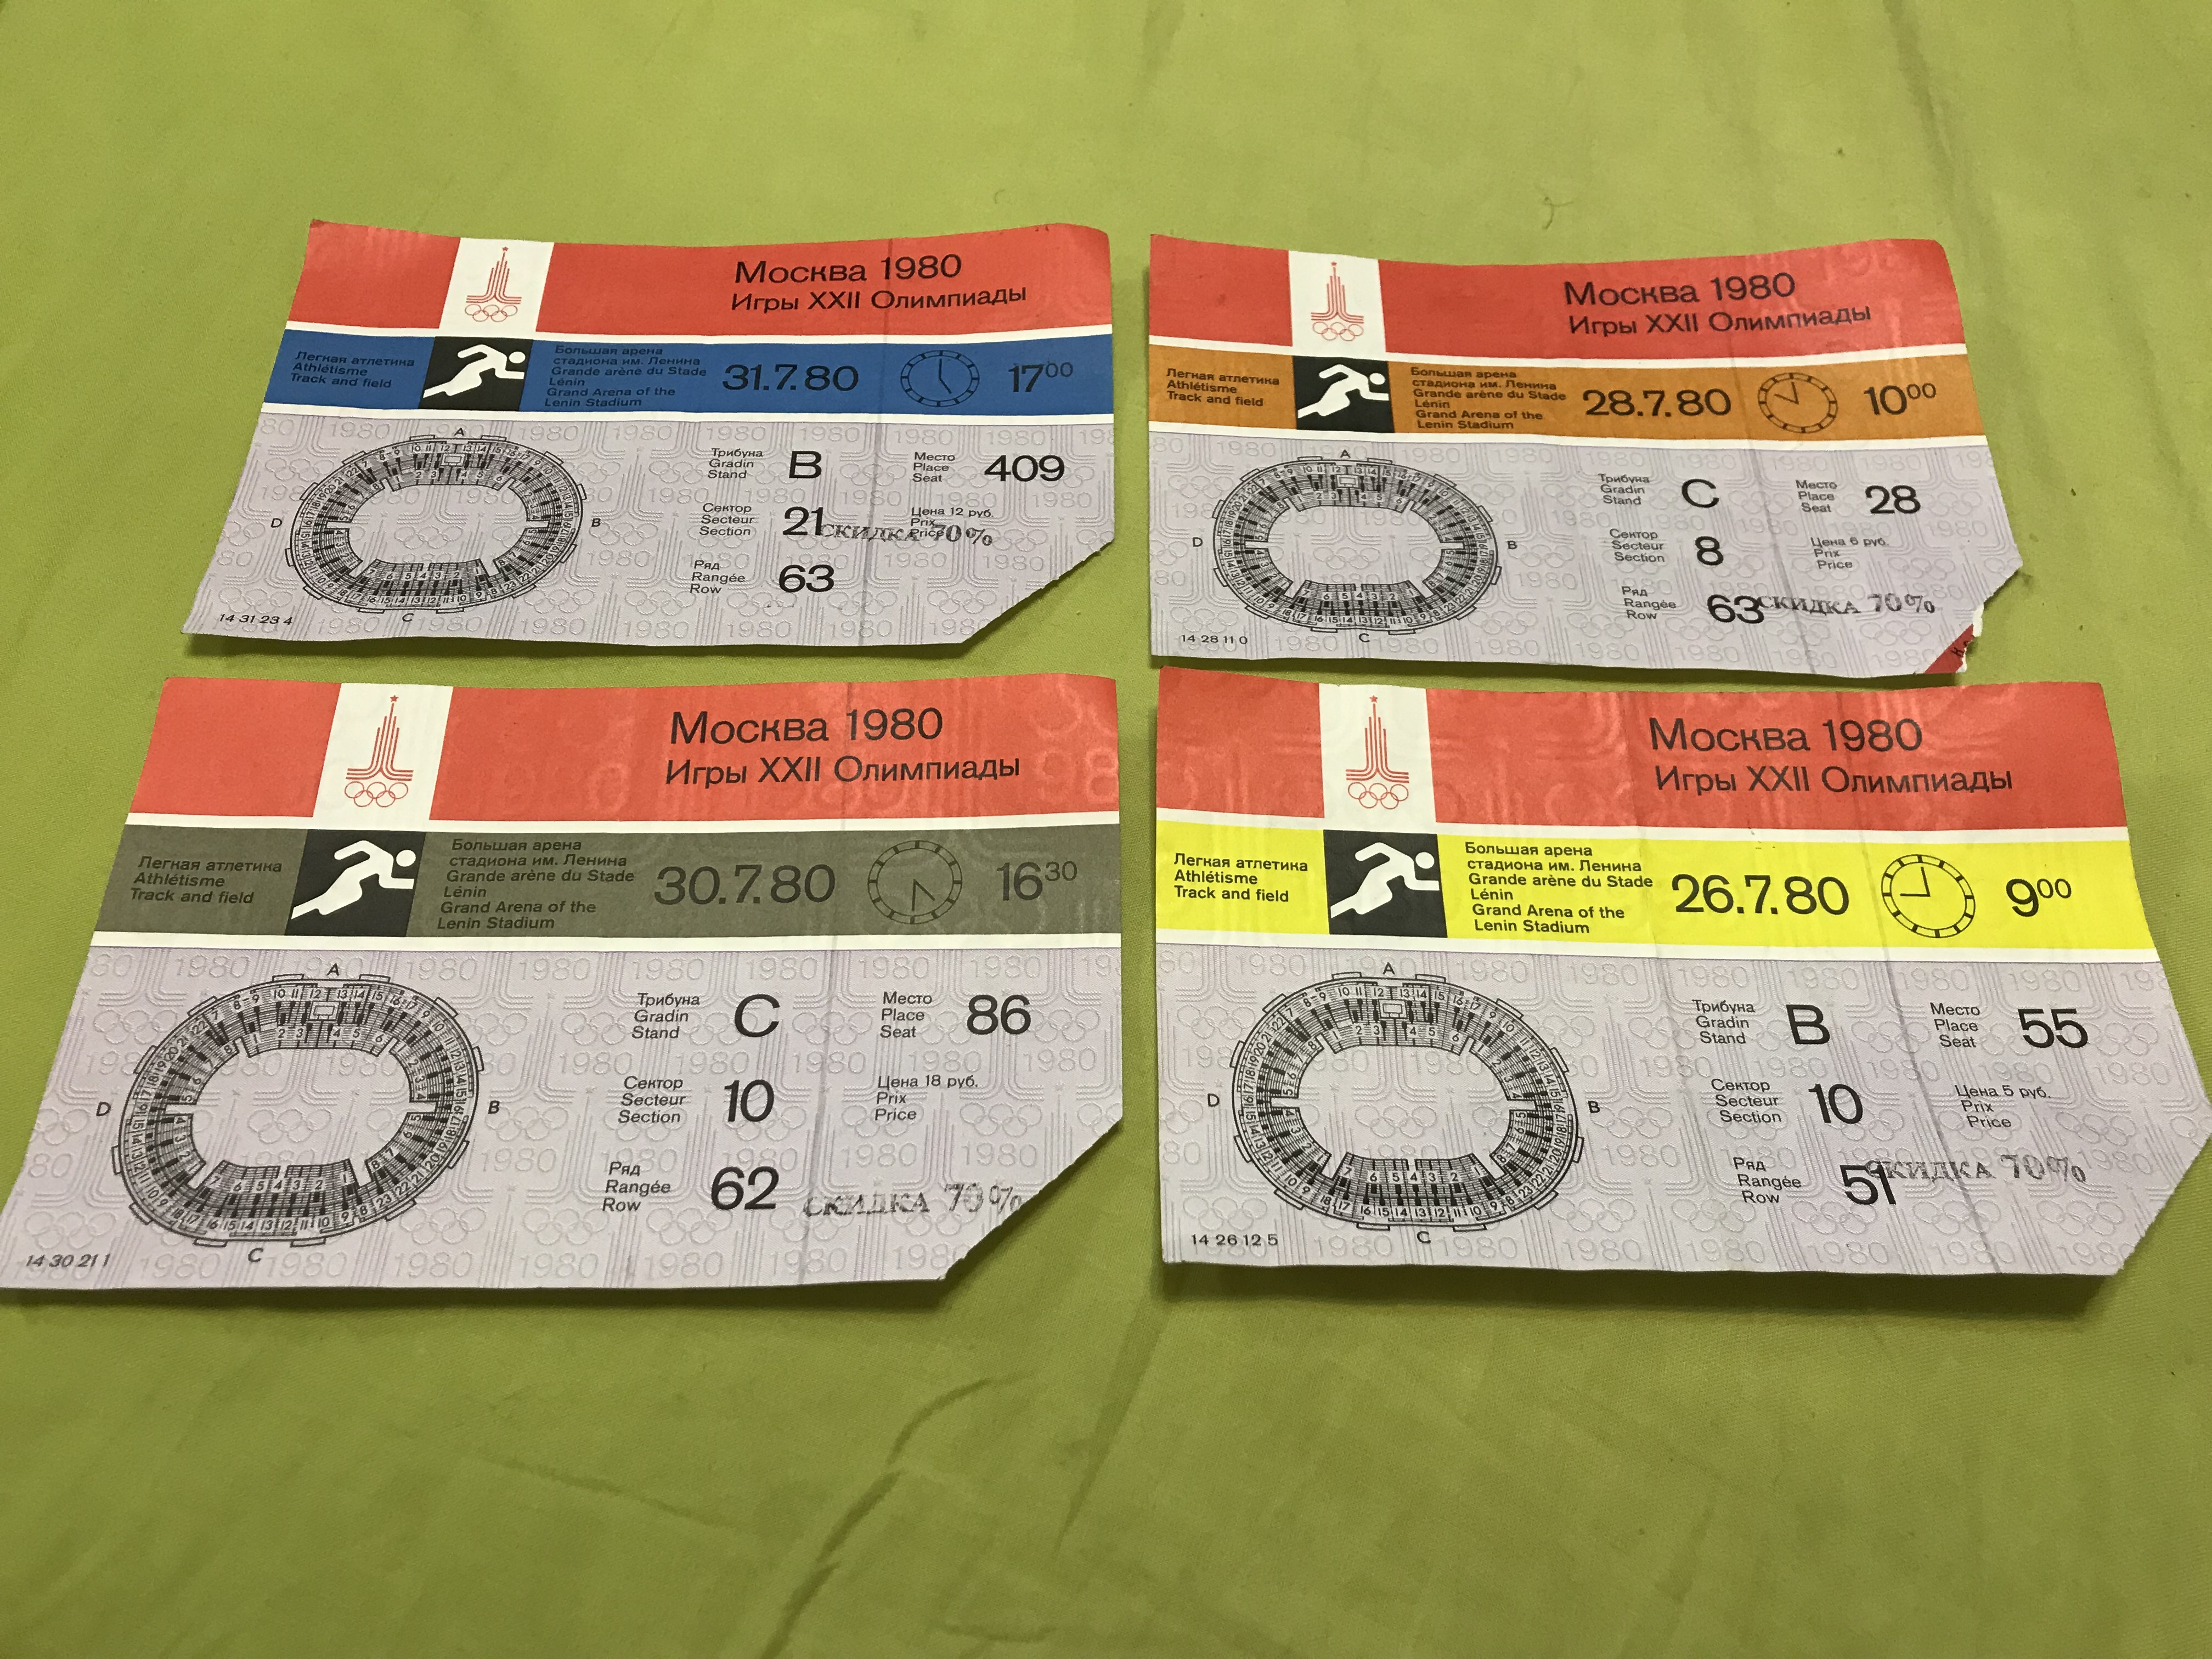 Москва 1980
Игры XXII Олимпиады
Легкая атлетика
Athlétisme
Track and field
Большая арена
стадиона им. Ленина
Grande arène du Stade
Lénin
Grand Arena of the
Lenin Stadium
31.7.80
17⁰⁰
A
B
C
D
Трибуна
Gradin
Stand
B
Место
Place
Seat
409
Сектор
Secteur
Section
21
Цена 12 руб.
Prix
Price
СКИДКА 70%
Ряд
Rangée
Row
63
14 31 23 4
Москва 1980
Игры XXII Олимпиады
Легкая атлетика
Athlétisme
Track and field
Большая арена
стадиона им. Ленина
Grande arène du Stade
Lénin
Grand Arena of the
Lenin Stadium
28.7.80
10⁰⁰
A
B
C
D
Трибуна
Gradin
Stand
C
Место
Place
Seat
28
Сектор
Secteur
Section
8
Цена 6 руб.
Prix
Price
Ряд
Rangée
Row
63
СКИДКА 70%
14 28 11 0
Москва 1980
Игры XXII Олимпиады
Легкая атлетика
Athlétisme
Track and field
Большая арена
стадиона им. Ленина
Grande arène du Stade
Lénin
Grand Arena of the
Lenin Stadium
30.7.80
16³⁰
A
B
C
D
Трибуна
Gradin
Stand
C
Место
Place
Seat
86
Сектор
Secteur
Section
10
Цена 18 руб.
Prix
Price
Ряд
Rangée
Row
62
СКИДКА 70%
14 30 21 1
Москва 1980
Игры XXII Олимпиады
Легкая атлетика
Athlétisme
Track and field
Большая арена
стадиона им. Ленина
Grande arène du Stade
Lénin
Grand Arena of the
Lenin Stadium
26.7.80
9⁰⁰
A
B
C
D
Трибуна
Gradin
Stand
B
Место
Place
Seat
55
Сектор
Secteur
Section
10
Цена 5 руб.
Prix
Price
Ряд
Rangée
Row
51
СКИДКА 70%
14 26 12 5